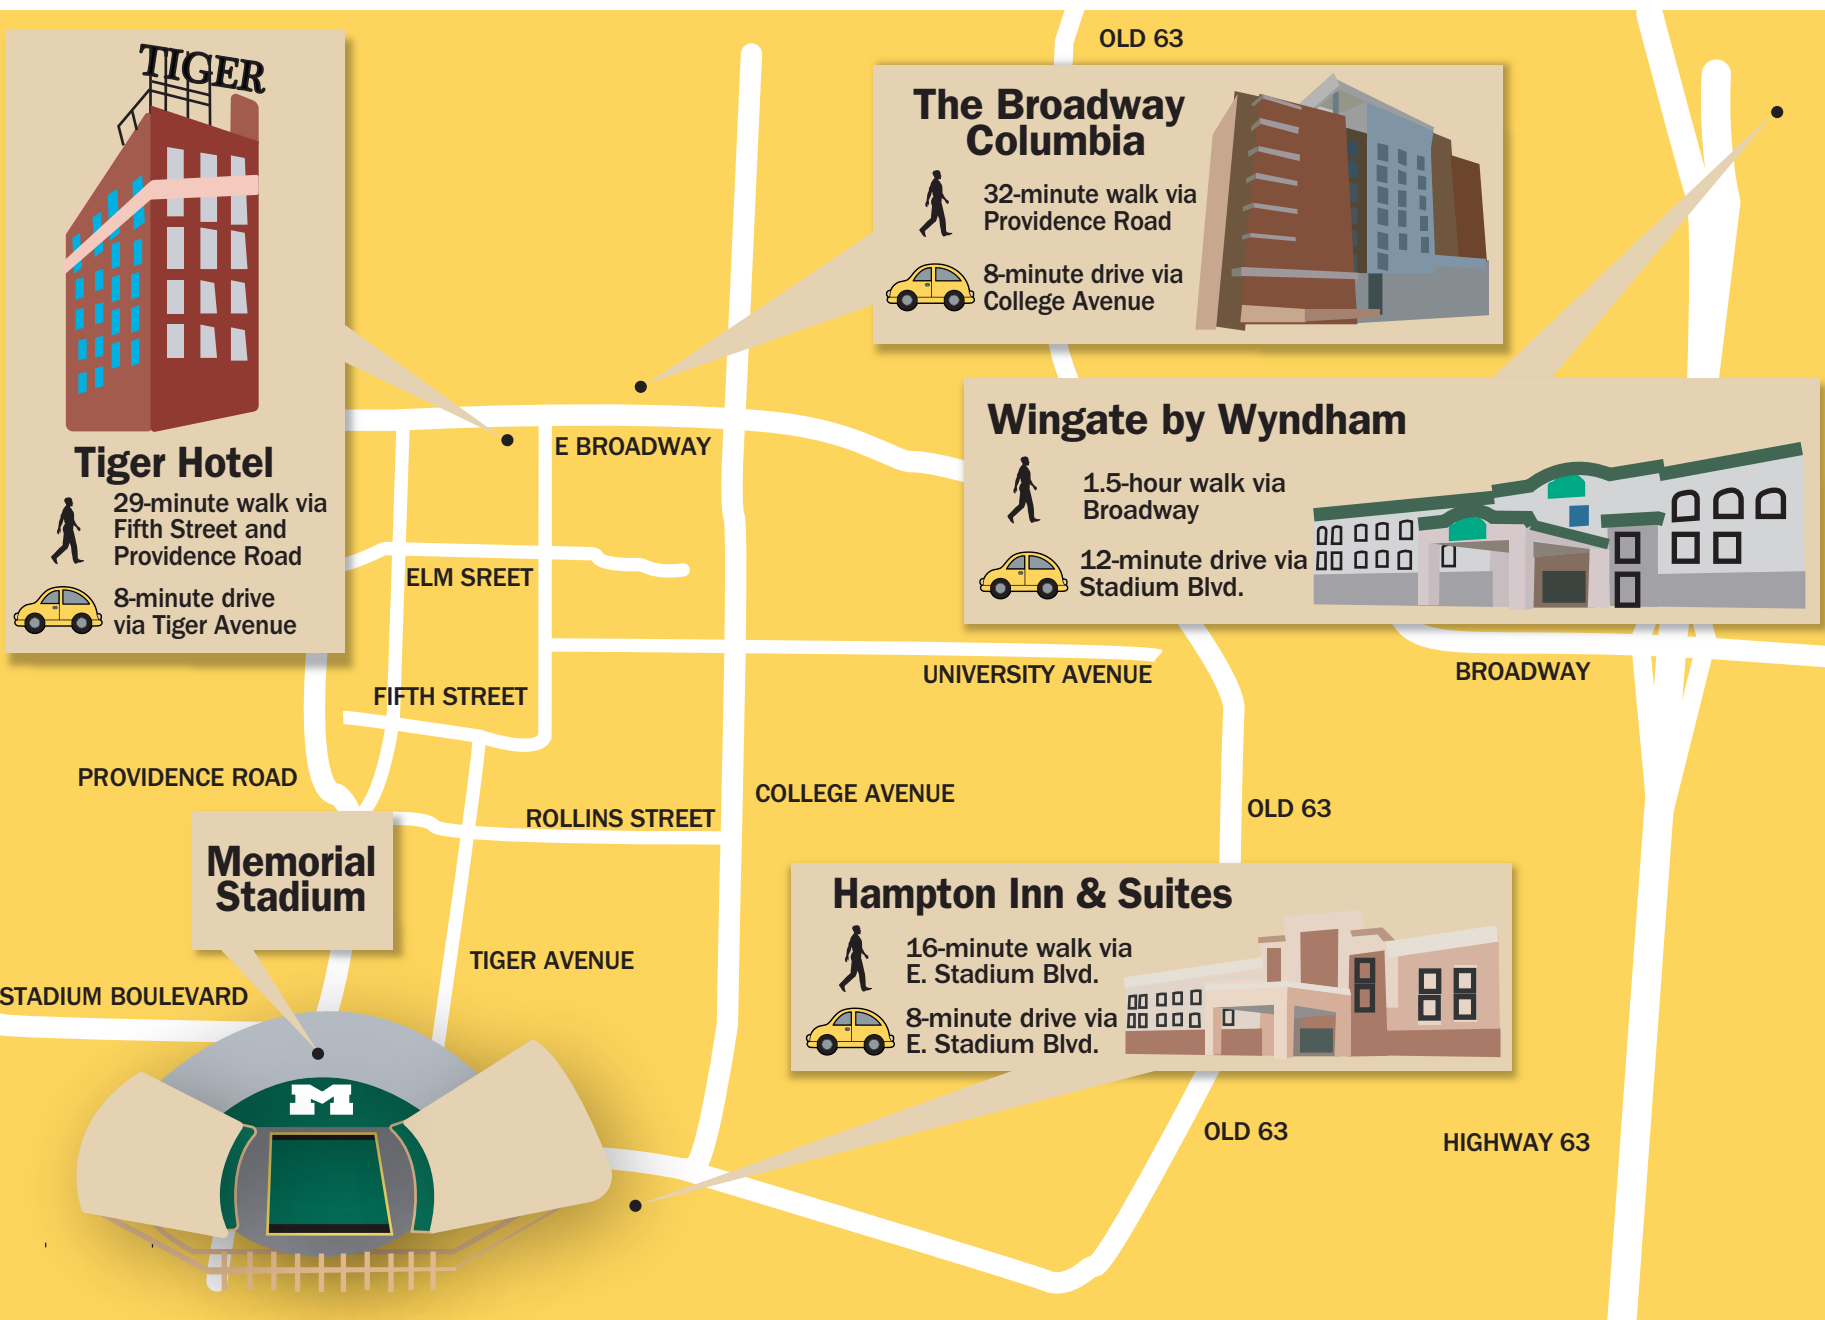 TIGER
Tiger Hotel
29-minute walk via
Fifth Street and
Providence Road
8-minute drive
via Tiger Avenue
OLD 63
The Broadway
Columbia
32-minute walk via
Providence Road
8-minute drive via
College Avenue
E BROADWAY
Wingate by Wyndham
1.5-hour walk via
Broadway
12-minute drive via
Stadium Blvd.
ELM SREET
UNIVERSITY AVENUE
BROADWAY
FIFTH STREET
PROVIDENCE ROAD
COLLEGE AVENUE
OLD 63
ROLLINS STREET
Memorial
Stadium
Hampton Inn & Suites
16-minute walk via
E. Stadium Blvd.
8-minute drive via
E. Stadium Blvd.
TIGER AVENUE
STADIUM BOULEVARD
M
OLD 63
HIGHWAY 63